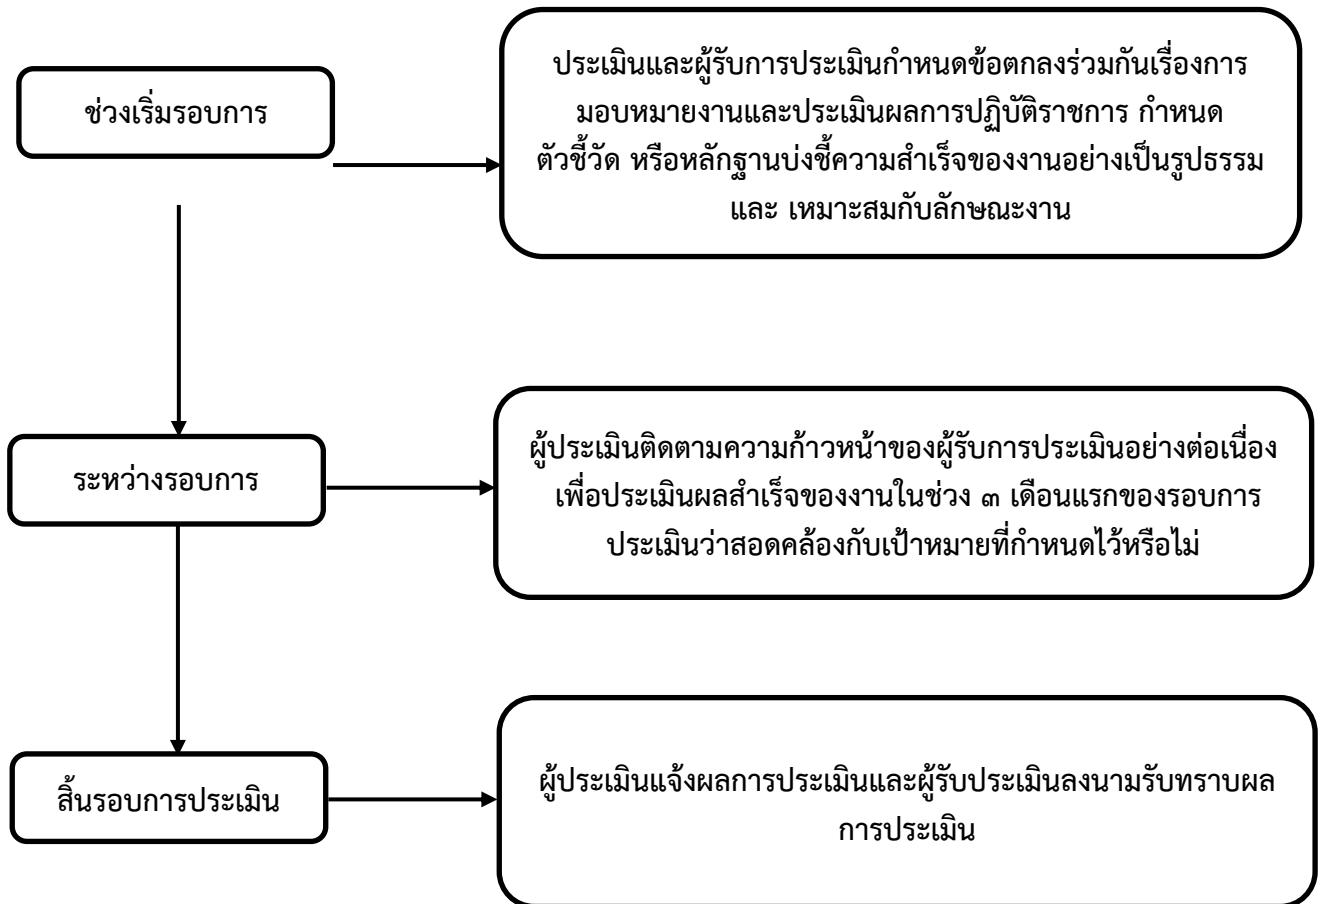 ช่วงเริ่มรอบการ
ประเมินและผู้รับการประเมินกำหนดข้อตกลงร่วมกันเรื่องการ
มอบหมายงานและประเมินผลการปฏิบัติราชการ กำหนด
ตัวชี้วัด หรือหลักฐานบ่งชี้ความสำเร็จของงานอย่างเป็นรูปธรรม
และ เหมาะสมกับลักษณะงาน
ระหว่างรอบการ
ผู้ประเมินติดตามความก้าวหน้าของผู้รับการประเมินอย่างต่อเนื่อง
เพื่อประเมินผลสำเร็จของงานในช่วง ๓ เดือนแรกของรอบการ
ประเมินว่าสอดคล้องกับเป้าหมายที่กำหนดไว้หรือไม่
สิ้นรอบการประเมิน
ผู้ประเมินแจ้งผลการประเมินและผู้รับประเมินลงนามรับทราบผล
การประเมิน